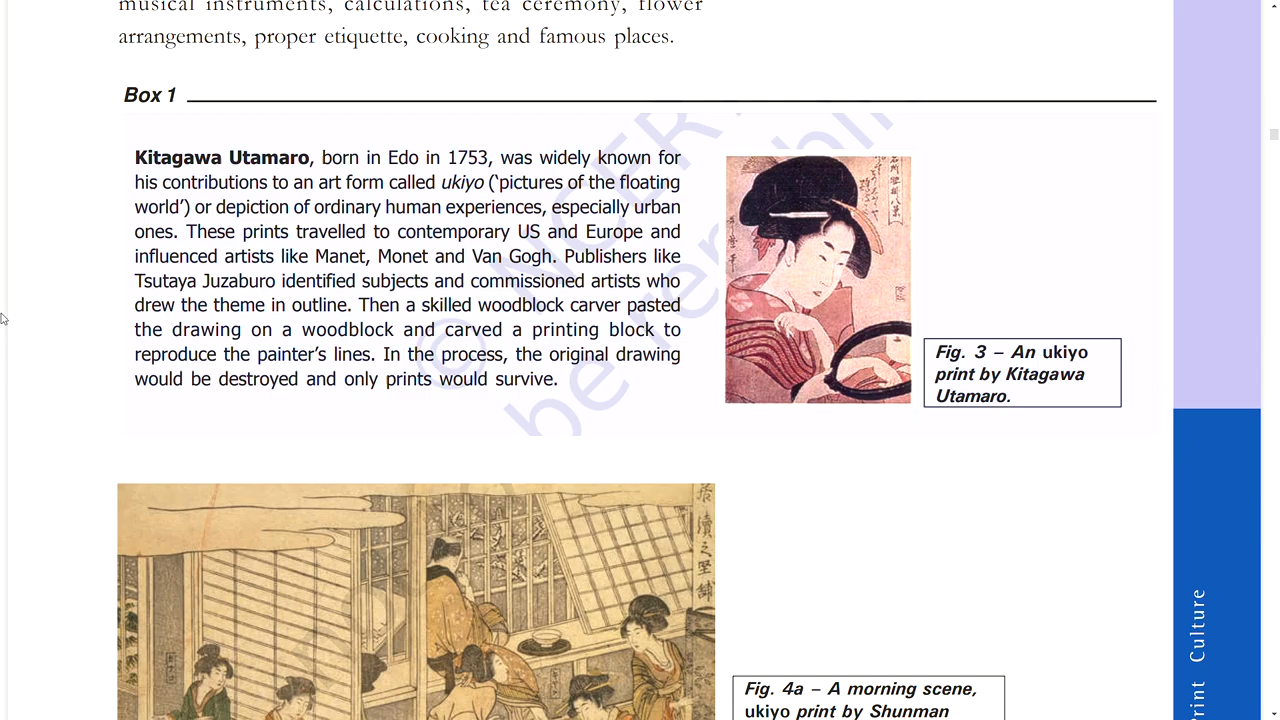 musical instruments, calculations, tea ceremony, flower
arrangements, proper etiquette, cooking and famous places.
Box 1
Kitagawa Utamaro, born in Edo in 1753, was widely known for
his contributions to an art form called ukiyo (‘pictures of the floating
world’) or depiction of ordinary human experiences, especially urban
ones. These prints travelled to contemporary US and Europe and
influenced artists like Manet, Monet and Van Gogh. Publishers like
Tsutaya Juzaburo identified subjects and commissioned artists who
drew the theme in outline. Then a skilled woodblock carver pasted
the drawing on a woodblock and carved a printing block to
reproduce the painter’s lines. In the process, the original drawing
would be destroyed and only prints would survive.
Fig. 3 – An ukiyo
print by Kitagawa
Utamaro.
Fig. 4a – A morning scene,
ukiyo print by Shunman
Culture
© NCER
be